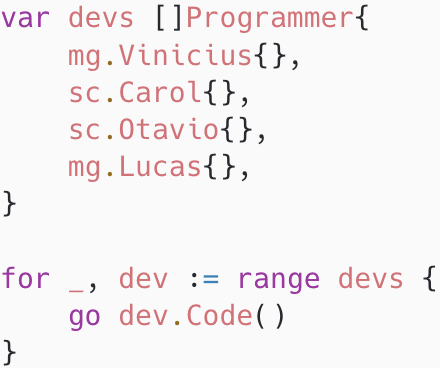 var devs []Programmer{
    mg.Vinicius{},
    sc.Carol{},
    sc.Otavio{},
    mg.Lucas{},
}

for _, dev := range devs {
    go dev.Code()
}